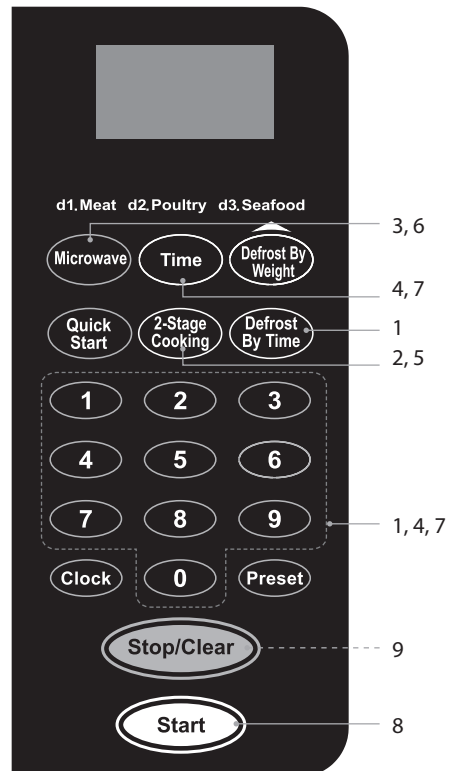 d1.Meat d2.Poultry d3.Seafood
3, 6
Microwave
Time
Defrost By
Weight
4, 7
Quick
Start
2-Stage
Cooking
Defrost
By Time
1
2, 5
1 2 3
4 5 6
7 8 9
1, 4, 7
Clock 0 Preset
Stop/Clear
9
Start
8